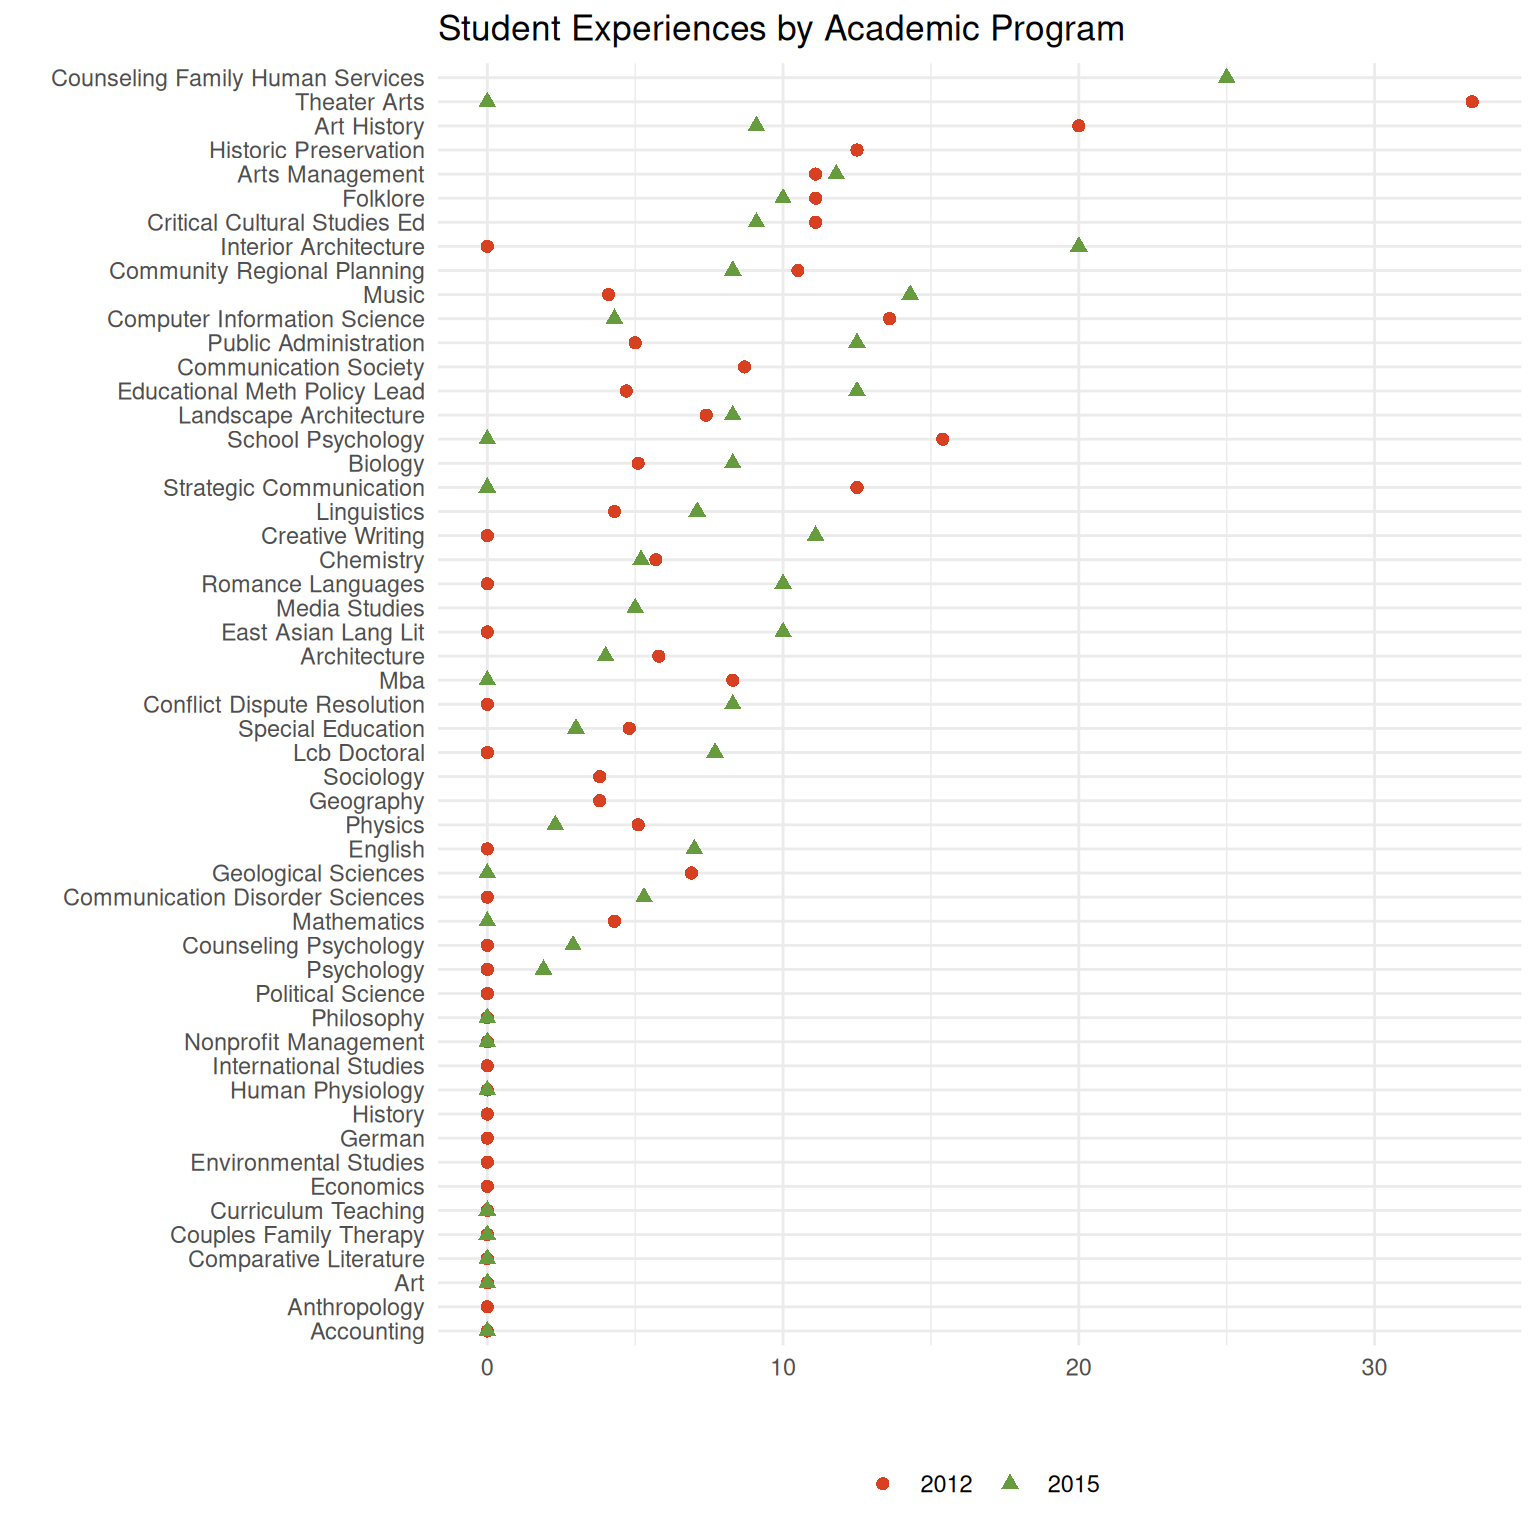 Student Experiences by Academic Program
Counseling Family Human Services
Theater Arts
Art History
Historic Preservation
Arts Management
Folklore
Critical Cultural Studies Ed
Interior Architecture
Community Regional Planning
Music
Computer Information Science
Public Administration
Communication Society
Educational Meth Policy Lead
Landscape Architecture
School Psychology
Biology
Strategic Communication
Linguistics
Creative Writing
Chemistry
Romance Languages
Media Studies
East Asian Lang Lit
Architecture
Mba
Conflict Dispute Resolution
Special Education
Lcb Doctoral
Sociology
Geography
Physics
English
Geological Sciences
Communication Disorder Sciences
Mathematics
Counseling Psychology
Psychology
Political Science
Philosophy
Nonprofit Management
International Studies
Human Physiology
History
German
Environmental Studies
Economics
Curriculum Teaching
Couples Family Therapy
Comparative Literature
Art
Anthropology
Accounting
0 10 20 30
2012 2015